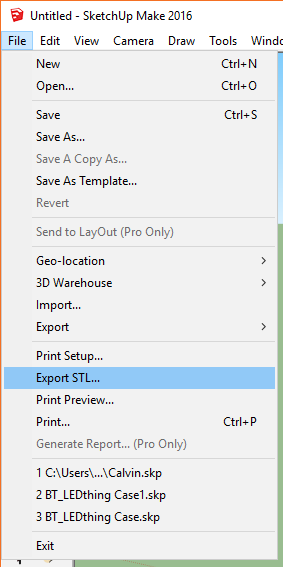 Untitled - SketchUp Make 2016
File Edit View Camera Draw Tools
New Ctrl+N
Open... Ctrl+O
Save Ctrl+S
Save As...
Save A Copy As...
Save As Template...
Revert
Send to LayOut (Pro Only)
Geo-location
3D Warehouse
Import...
Export
Print Setup...
Export STL...
Print Preview...
Print... Ctrl+P
Generate Report... (Pro Only)
1 C:\Users\...\Calvin.skp
2 BT_LEDthing Case1.skp
3 BT_LEDthing Case.skp
Exit